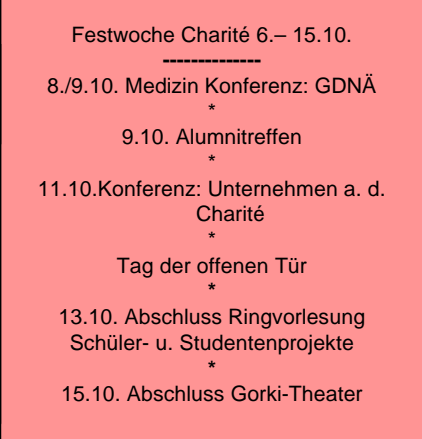 Festwoche Charité 6.– 15.10.
--------------
8./9.10. Medizin Konferenz: GDNÄ
*
9.10. Alumnitreffen
*
11.10.Konferenz: Unternehmen a. d.
Charité
*
Tag der offenen Tür
*
13.10. Abschluss Ringvorlesung
Schüler- u. Studentenprojekte
*
15.10. Abschluss Gorki-Theater